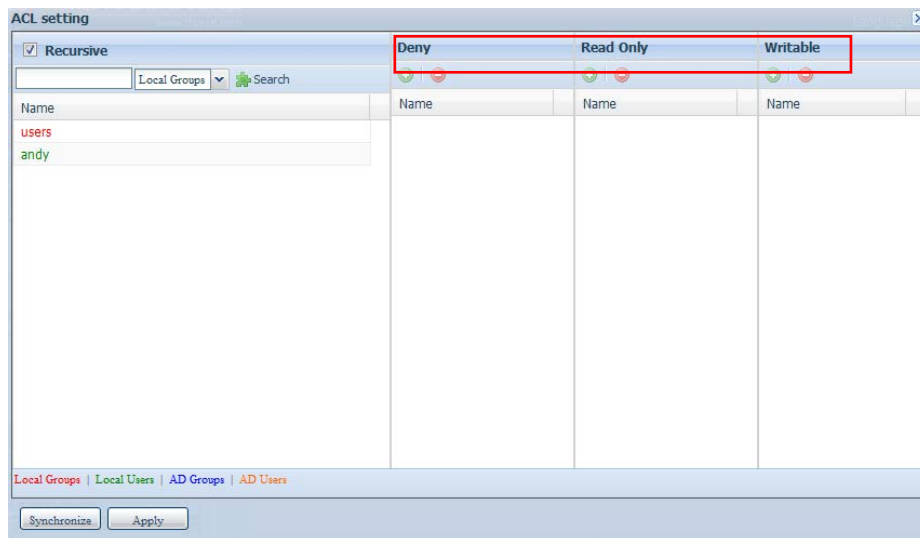 ACL setting
Recursive
Deny
Read Only
Writable
Local Groups
Search
Name
Name
Name
Name
users
andy
Local Groups | Local Users | AD Groups | AD Users
Synchronize
Apply